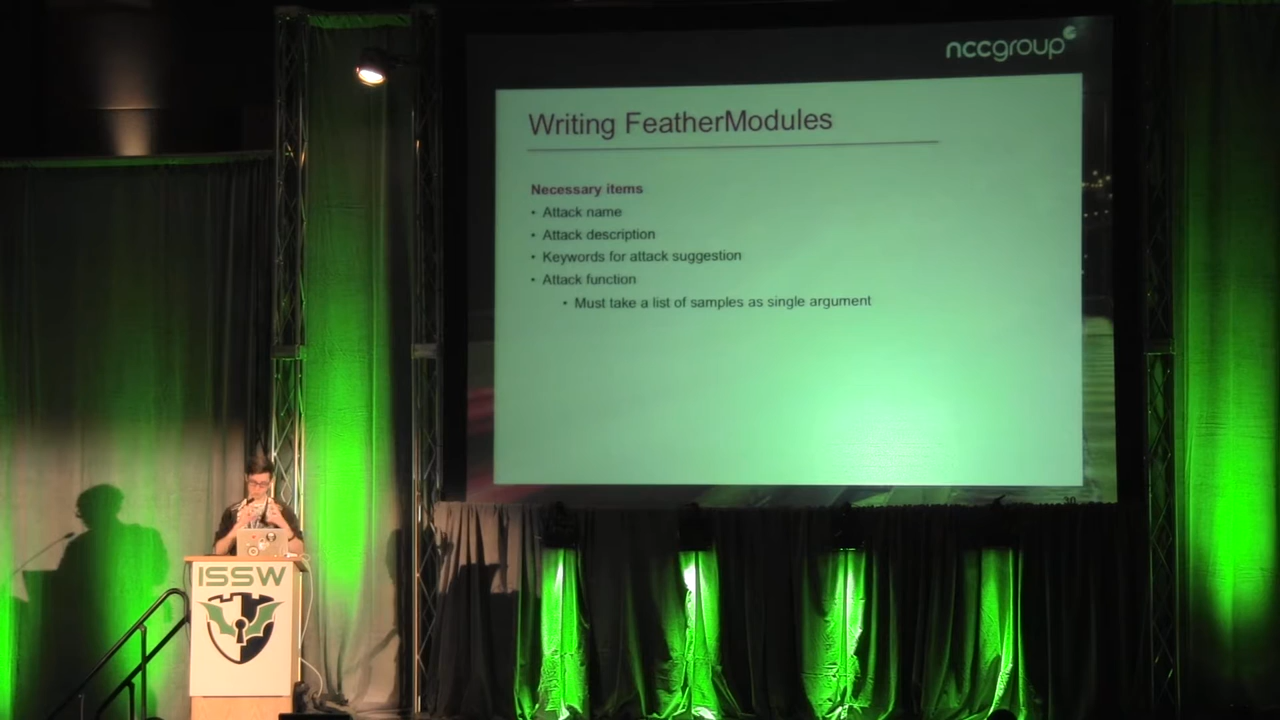 nccgroup
Writing FeatherModules
Necessary items
• Attack name
• Attack description
• Keywords for attack suggestion
• Attack function
• Must take a list of samples as single argument
30
ISSW